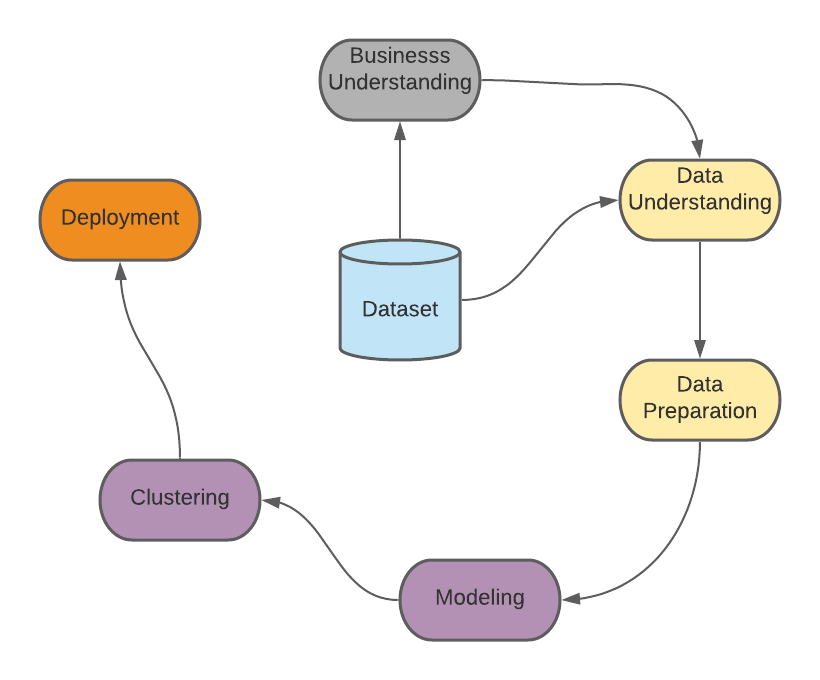 Businesss
Understanding
Data
Understanding
Deployment
Dataset
Data
Preparation
Clustering
Modeling